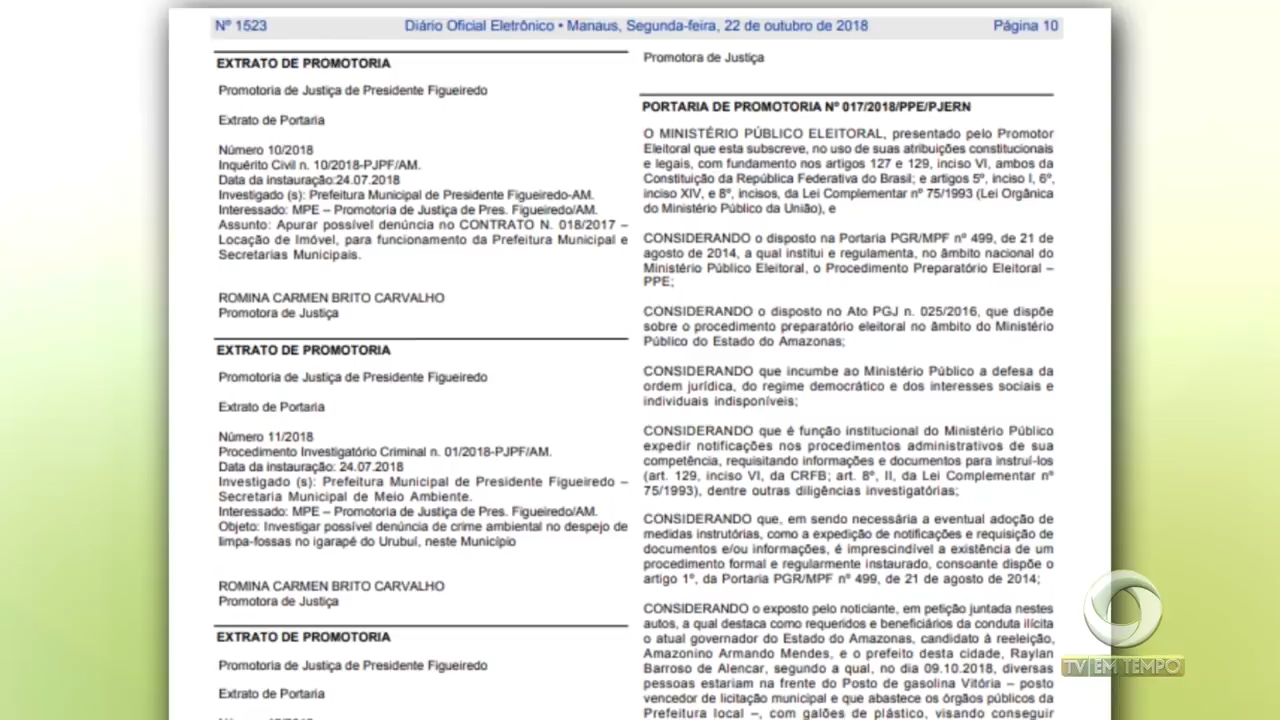 Nº 1523 Diário Oficial Eletrônico • Manaus, Segunda-feira, 22 de outubro de 2018 Página 10
EXTRATO DE PROMOTORIA
Promotoria de Justiça de Presidente Figueiredo
Extrato de Portaria
Número 10/2018
Inquérito Civil n. 10/2018-PJPF/AM.
Data da instauração:24.07.2018
Investigado (s): Prefeitura Municipal de Presidente Figueiredo-AM.
Interessado: MPE – Promotoria de Justiça de Pres. Figueiredo/AM.
Assunto: Apurar possível denúncia no CONTRATO N. 018/2017 –
Locação de Imóvel, para funcionamento da Prefeitura Municipal e
Secretarias Municipais.
ROMINA CARMEN BRITO CARVALHO
Promotora de Justiça
EXTRATO DE PROMOTORIA
Promotoria de Justiça de Presidente Figueiredo
Extrato de Portaria
Número 11/2018
Procedimento Investigatório Criminal n. 01/2018-PJPF/AM.
Data da instauração: 24.07.2018
Investigado (s): Prefeitura Municipal de Presidente Figueiredo –
Secretaria Municipal de Meio Ambiente.
Interessado: MPE – Promotoria de Justiça de Pres. Figueiredo/AM.
Objeto: Investigar possível denúncia de crime ambiental no despejo de
limpa-fossas no igarapé do Urubuí, neste Município
ROMINA CARMEN BRITO CARVALHO
Promotora de Justiça
EXTRATO DE PROMOTORIA
Promotoria de Justiça de Presidente Figueiredo
Extrato de Portaria
Promotora de Justiça
PORTARIA DE PROMOTORIA Nº 017/2018/PPE/PJERN
O MINISTÉRIO PÚBLICO ELEITORAL, presentado pelo Promotor
Eleitoral que esta subscreve, no uso de suas atribuições constitucionais
e legais, com fundamento nos artigos 127 e 129, inciso VI, ambos da
Constituição da República Federativa do Brasil; e artigos 5º, inciso I, 6º,
inciso XIV, e 8º, incisos, da Lei Complementar nº 75/1993 (Lei Orgânica
do Ministério Público da União), e
CONSIDERANDO o disposto na Portaria PGR/MPF nº 499, de 21 de
agosto de 2014, a qual institui e regulamenta, no âmbito nacional do
Ministério Público Eleitoral, o Procedimento Preparatório Eleitoral –
PPE;
CONSIDERANDO o disposto no Ato PGJ n. 025/2016, que dispõe
sobre o procedimento preparatório eleitoral no âmbito do Ministério
Público do Estado do Amazonas;
CONSIDERANDO que incumbe ao Ministério Público a defesa da
ordem jurídica, do regime democrático e dos interesses sociais e
individuais indisponíveis;
CONSIDERANDO que é função institucional do Ministério Público
expedir notificações nos procedimentos administrativos de sua
competência, requisitando informações e documentos para instruí-los
(art. 129, inciso VI, da CRFB; art. 8º, II, da Lei Complementar nº
75/1993), dentre outras diligências investigatórias;
CONSIDERANDO que, em sendo necessária a eventual adoção de
medidas instrutórias, como a expedição de notificações e requisição de
documentos e/ou informações, é imprescindível a existência de um
procedimento formal e regularmente instaurado, consoante dispõe o
artigo 1º, da Portaria PGR/MPF nº 499, de 21 de agosto de 2014;
CONSIDERANDO o exposto pelo noticiante, em petição juntada nestes
autos, a qual destaca como requeridos e beneficiários da conduta ilícita
o atual governador do Estado do Amazonas, candidato à reeleição,
Amazonino Armando Mendes, e o prefeito desta cidade, Raylan
Barroso de Alencar, segundo a qual, no dia 09.10.2018, diversas
pessoas estariam na frente do Posto de gasolina Vitória – posto
vencedor de licitação municipal e que abastece os órgãos públicos da
Prefeitura local –, com galões de plástico, visando conseguir
TV EM TEMPO